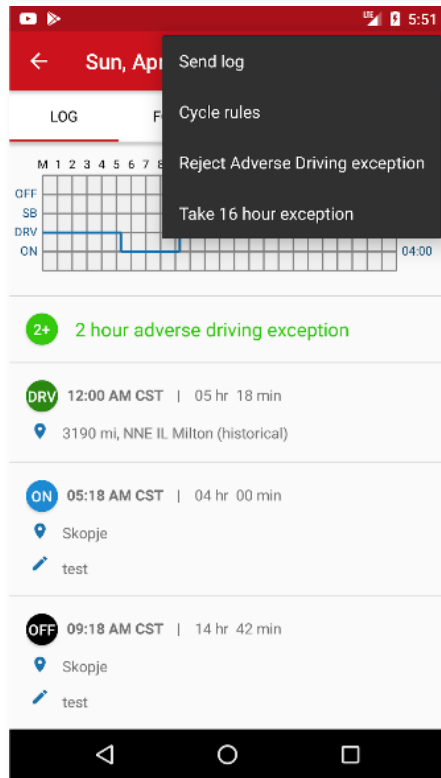 LTE 5:51
Sun, Apr
Send log
Cycle rules
Reject Adverse Driving exception
Take 16 hour exception
LOG
F
M 1 2 3 4 5 6 7 8
OFF
SB
DRV
ON 04:00
2+ 2 hour adverse driving exception
DRV 12:00 AM CST | 05 hr 18 min
3190 mi, NNE IL Milton (historical)
ON 05:18 AM CST | 04 hr 00 min
Skopje
test
OFF 09:18 AM CST | 14 hr 42 min
Skopje
test